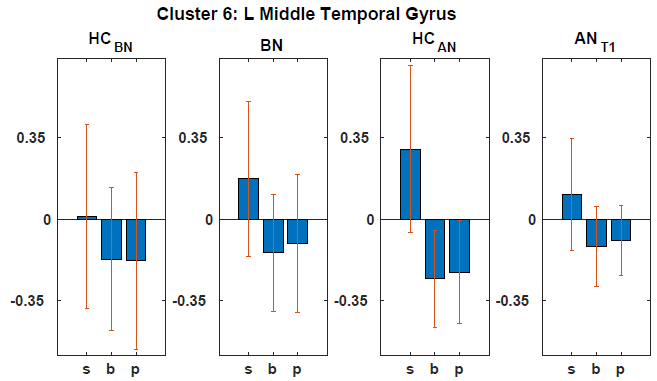 Cluster 6: L Middle Temporal Gyrus
HC BN
BN
HC AN
AN T1
0.35
0
-0.35
s b p
0.35
0
-0.35
s b p
0.35
0
-0.35
s b p
0.35
0
-0.35
s b p